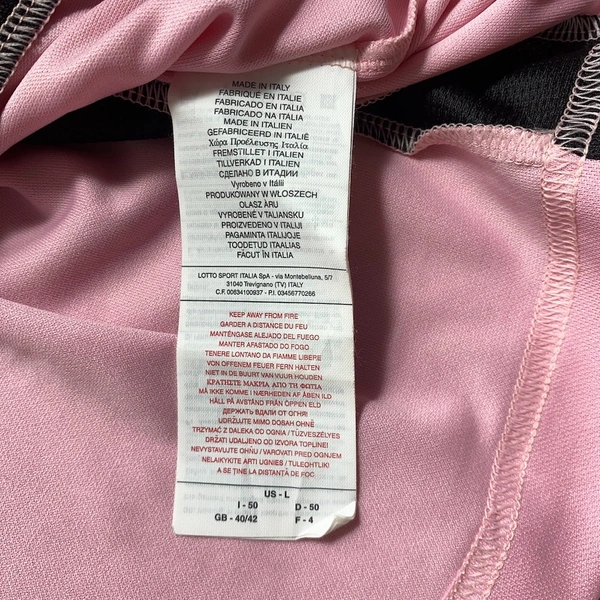 MADE IN ITALY
FABRIQUÉ EN ITALIE
FABRICADO EN ITALIA
FABRICADO NA ITÁLIA
MADE IN ITALIEN
GEFABRICEERD IN ITALIË
Χώρα Προέλευσης Ιταλία
FREMSTILLET I ITALIEN
TILLVERKAD I ITALIEN
СДЕЛАНО В ИТАДИИ
Vyrobeno v Itálii
PRODUKOWANY W WŁOSZECH
OLASZ ÁRU
VYROBENÉ V TALIANSKU
PROIZVEDENO V ITALIJI
PAGAMINTA ITALIJOJE
TOODETUD ITAALIAS
FĂCUT ÎN ITALIA
LOTTO SPORT ITALIA SpA - via Montebelluna, 5/7
31040 Trevignano (TV) ITALY
C.F. 00634100937 - P.I. 03456770266
KEEP AWAY FROM FIRE
GARDER A DISTANCE DU FEU
MANTÉNGASE ALEJADO DEL FUEGO
MANTER AFASTADO DO FOGO
TENERE LONTANO DA FIAMME LIBERE
VON OFFENEM FEUER FERN HALTEN
NIET IN DE BUURT VAN VUUR HOUDEN
ΚΡΑΤΗΣΤΕ ΜΑΚΡΙΑ ΑΠΟ ΤΗ ΦΩΤΙΑ
MÅ IKKE KOMME I NÆRHEDEN AF ÅBEN ILD
HÅLL PÅ AVSTÅND FRÅN ÖPPEN ELD
ДЕРЖАТЬ ВДАЛИ ОТ ОГНЯ!
UDRŽUJTE MIMO DOSAH OHNĚ
TRZYMAĆ Z DALEKA OD OGNIA / TŰZVESZÉLYES
DRŽATI UDALJENO OD IZVORA TOPLINE!
NEVYSTAVUJTE OHNU / VAROVATI PRED OGNJEM
NELAIKYKITE ARTI UGNIES / TULEOHTLIK!
A SE ȚINE LA DISTANȚĂ DE FOC
US - L
I - 50 D - 50
GB - 40/42 F - 4